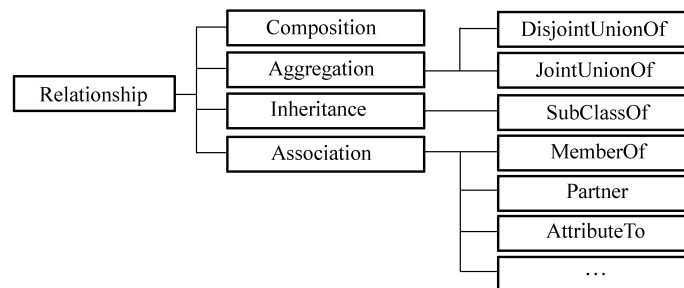 Relationship
Composition
Aggregation
Inheritance
Association
DisjointUnionOf
JointUnionOf
SubClassOf
MemberOf
Partner
AttributeTo
…